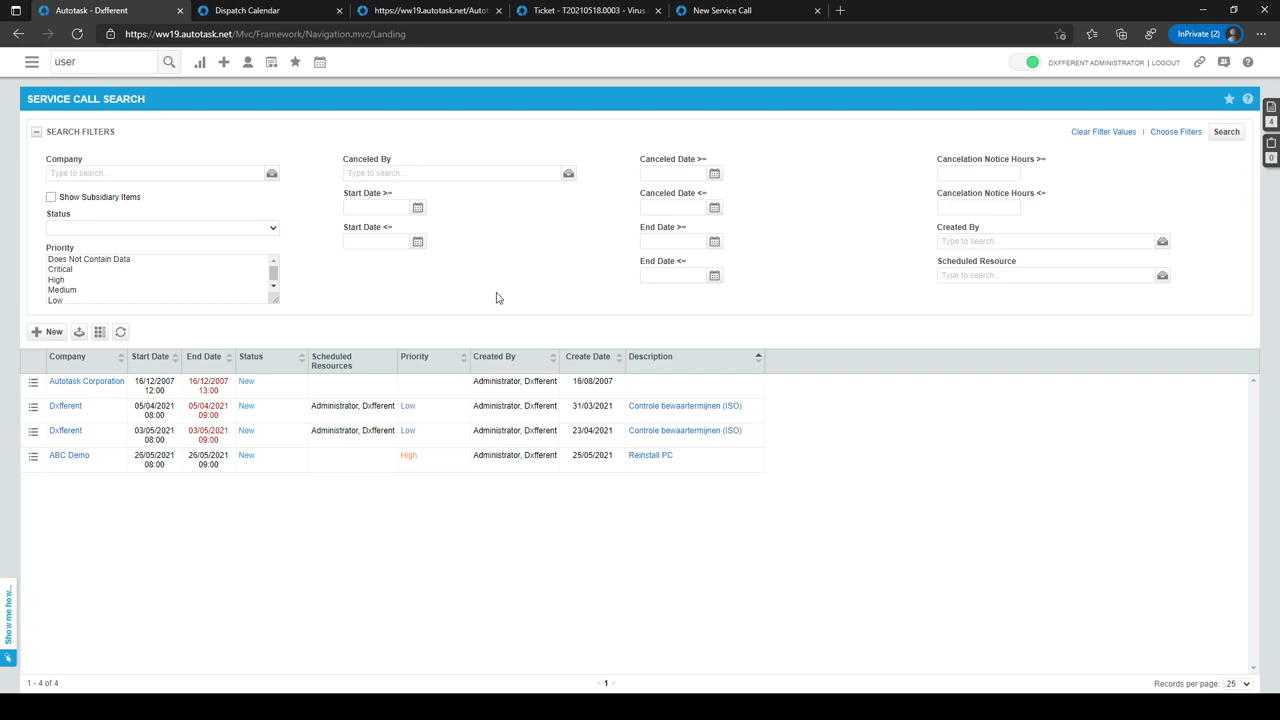 Autotask - Dxfferent
Dispatch Calendar
https://ww19.autotask.net/Autot
Ticket - T20210518.0003 - Virus
New Service Call
https://ww19.autotask.net/Mvc/Framework/Navigation.mvc/Landing
InPrivate (2)
user
DXFFERENT ADMINISTRATOR | LOGOUT
SERVICE CALL SEARCH
4
0
SEARCH FILTERS
Clear Filter Values | Choose Filters Search
Company
Type to search...
Show Subsidiary Items
Status
Priority
Does Not Contain Data
Critical
High
Medium
Low
Canceled By
Type to search...
Start Date >=
Start Date <=
Canceled Date >=
Canceled Date <=
End Date >=
End Date <=
Cancelation Notice Hours >=
Cancelation Notice Hours <=
Created By
Type to search...
Scheduled Resource
Type to search...
New
Company Start Date End Date Status Scheduled Resources Priority Created By Create Date Description
Autotask Corporation 16/12/2007 12:00 16/12/2007 13:00 New Administrator, Dxfferent 16/08/2007
Dxfferent 05/04/2021 08:00 05/04/2021 09:00 New Administrator, Dxfferent Low Administrator, Dxfferent 31/03/2021 Controle bewaartermijnen (ISO)
Dxfferent 03/05/2021 08:00 03/05/2021 09:00 New Administrator, Dxfferent Low Administrator, Dxfferent 23/04/2021 Controle bewaartermijnen (ISO)
ABC Demo 26/05/2021 08:00 26/05/2021 09:00 New High Administrator, Dxfferent 25/05/2021 Reinstall PC
Show me how...
1 - 4 of 4
< 1 >
Records per page: 25